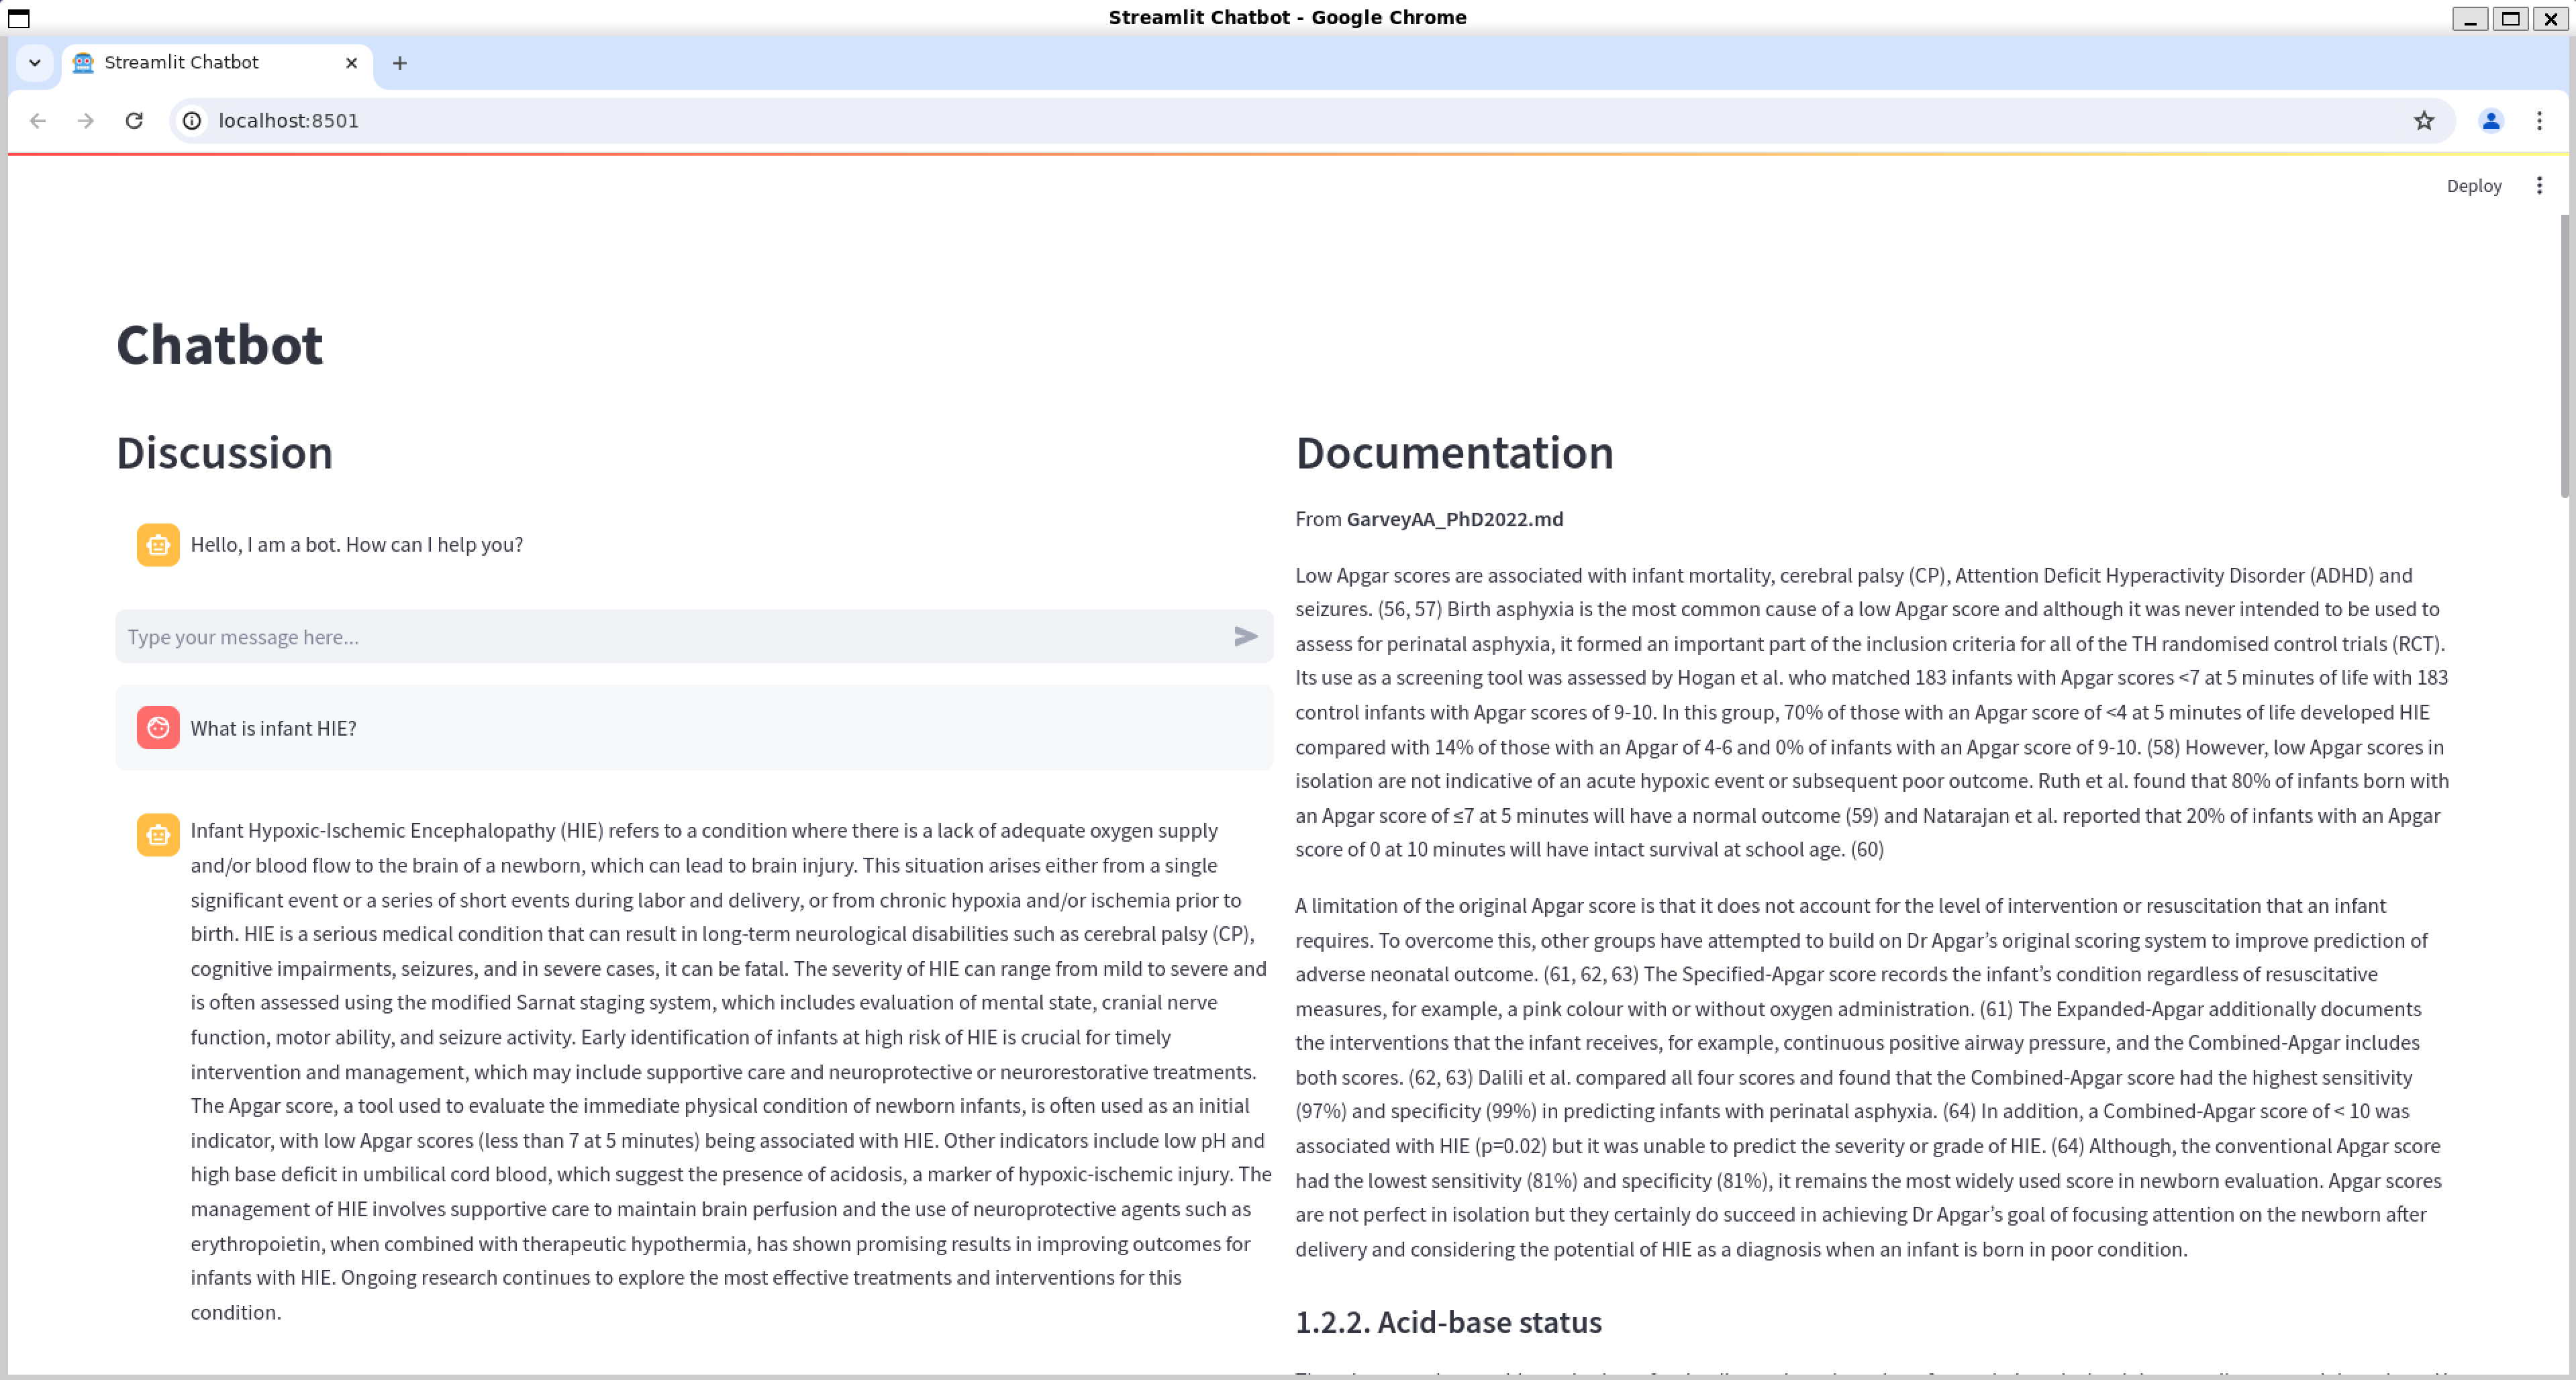 Streamlit Chatbot - Google Chrome
Streamlit Chatbot
localhost:8501
Deploy
Chatbot
Discussion
Hello, I am a bot. How can I help you?
Type your message here...
What is infant HIE?
Infant Hypoxic-Ischemic Encephalopathy (HIE) refers to a condition where there is a lack of adequate oxygen supply
and/or blood flow to the brain of a newborn, which can lead to brain injury. This situation arises either from a single
significant event or a series of short events during labor and delivery, or from chronic hypoxia and/or ischemia prior to
birth. HIE is a serious medical condition that can result in long-term neurological disabilities such as cerebral palsy (CP),
cognitive impairments, seizures, and in severe cases, it can be fatal. The severity of HIE can range from mild to severe and
is often assessed using the modified Sarnat staging system, which includes evaluation of mental state, cranial nerve
function, motor ability, and seizure activity. Early identification of infants at high risk of HIE is crucial for timely
intervention and management, which may include supportive care and neuroprotective or neurorestorative treatments.
The Apgar score, a tool used to evaluate the immediate physical condition of newborn infants, is often used as an initial
indicator, with low Apgar scores (less than 7 at 5 minutes) being associated with HIE. Other indicators include low pH and
high base deficit in umbilical cord blood, which suggest the presence of acidosis, a marker of hypoxic-ischemic injury. The
management of HIE involves supportive care to maintain brain perfusion and the use of neuroprotective agents such as
erythropoietin, when combined with therapeutic hypothermia, has shown promising results in improving outcomes for
infants with HIE. Ongoing research continues to explore the most effective treatments and interventions for this
condition.
Documentation
From GarveyAA_PhD2022.md
Low Apgar scores are associated with infant mortality, cerebral palsy (CP), Attention Deficit Hyperactivity Disorder (ADHD) and
seizures. (56, 57) Birth asphyxia is the most common cause of a low Apgar score and although it was never intended to be used to
assess for perinatal asphyxia, it formed an important part of the inclusion criteria for all of the TH randomised control trials (RCT).
Its use as a screening tool was assessed by Hogan et al. who matched 183 infants with Apgar scores <7 at 5 minutes of life with 183
control infants with Apgar scores of 9-10. In this group, 70% of those with an Apgar score of <4 at 5 minutes of life developed HIE
compared with 14% of those with an Apgar of 4-6 and 0% of infants with an Apgar score of 9-10. (58) However, low Apgar scores in
isolation are not indicative of an acute hypoxic event or subsequent poor outcome. Ruth et al. found that 80% of infants born with
an Apgar score of ≤7 at 5 minutes will have a normal outcome (59) and Natarajan et al. reported that 20% of infants with an Apgar
score of 0 at 10 minutes will have intact survival at school age. (60)
A limitation of the original Apgar score is that it does not account for the level of intervention or resuscitation that an infant
requires. To overcome this, other groups have attempted to build on Dr Apgar’s original scoring system to improve prediction of
adverse neonatal outcome. (61, 62, 63) The Specified-Apgar score records the infant’s condition regardless of resuscitative
measures, for example, a pink colour with or without oxygen administration. (61) The Expanded-Apgar additionally documents
the interventions that the infant receives, for example, continuous positive airway pressure, and the Combined-Apgar includes
both scores. (62, 63) Dalili et al. compared all four scores and found that the Combined-Apgar score had the highest sensitivity
(97%) and specificity (99%) in predicting infants with perinatal asphyxia. (64) In addition, a Combined-Apgar score of < 10 was
associated with HIE (p=0.02) but it was unable to predict the severity or grade of HIE. (64) Although, the conventional Apgar score
had the lowest sensitivity (81%) and specificity (81%), it remains the most widely used score in newborn evaluation. Apgar scores
are not perfect in isolation but they certainly do succeed in achieving Dr Apgar’s goal of focusing attention on the newborn after
delivery and considering the potential of HIE as a diagnosis when an infant is born in poor condition.
1.2.2. Acid-base status